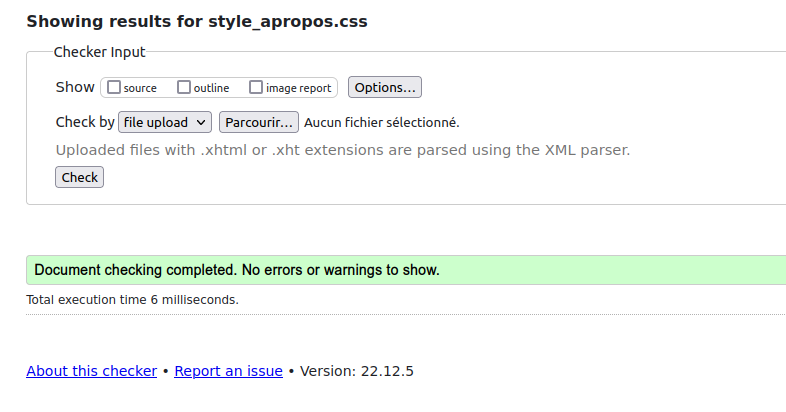 Showing results for style_apropos.css
Checker Input
Show source outline image report Options...
Check by file upload Parcourir... Aucun fichier sélectionné.
Uploaded files with .xhtml or .xht extensions are parsed using the XML parser.
Check
Document checking completed. No errors or warnings to show.
Total execution time 6 milliseconds.
About this checker • Report an issue • Version: 22.12.5